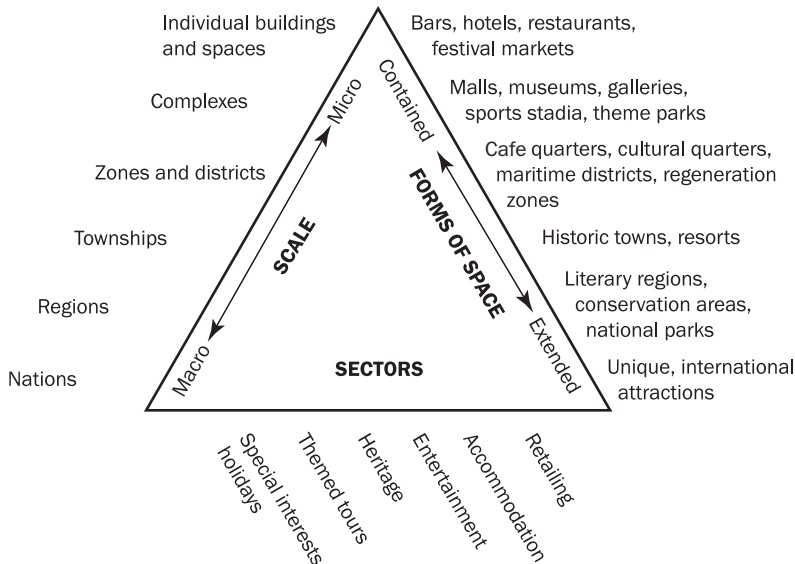 Individual buildings
and spaces
Bars, hotels, restaurants,
festival markets
Complexes
Micro
Contained
Malls, museums, galleries,
sports stadia, theme parks
Zones and districts
Cafe quarters, cultural quarters,
maritime districts, regeneration
zones
SCALE
FORMS OF SPACE
Townships
Historic towns, resorts
Regions
Literary regions,
conservation areas,
national parks
Nations
Macro
SECTORS
Extended
Unique, international
attractions
Special interests
holidays
Themed tours
Heritage
Entertainment
Accommodation
Retailing